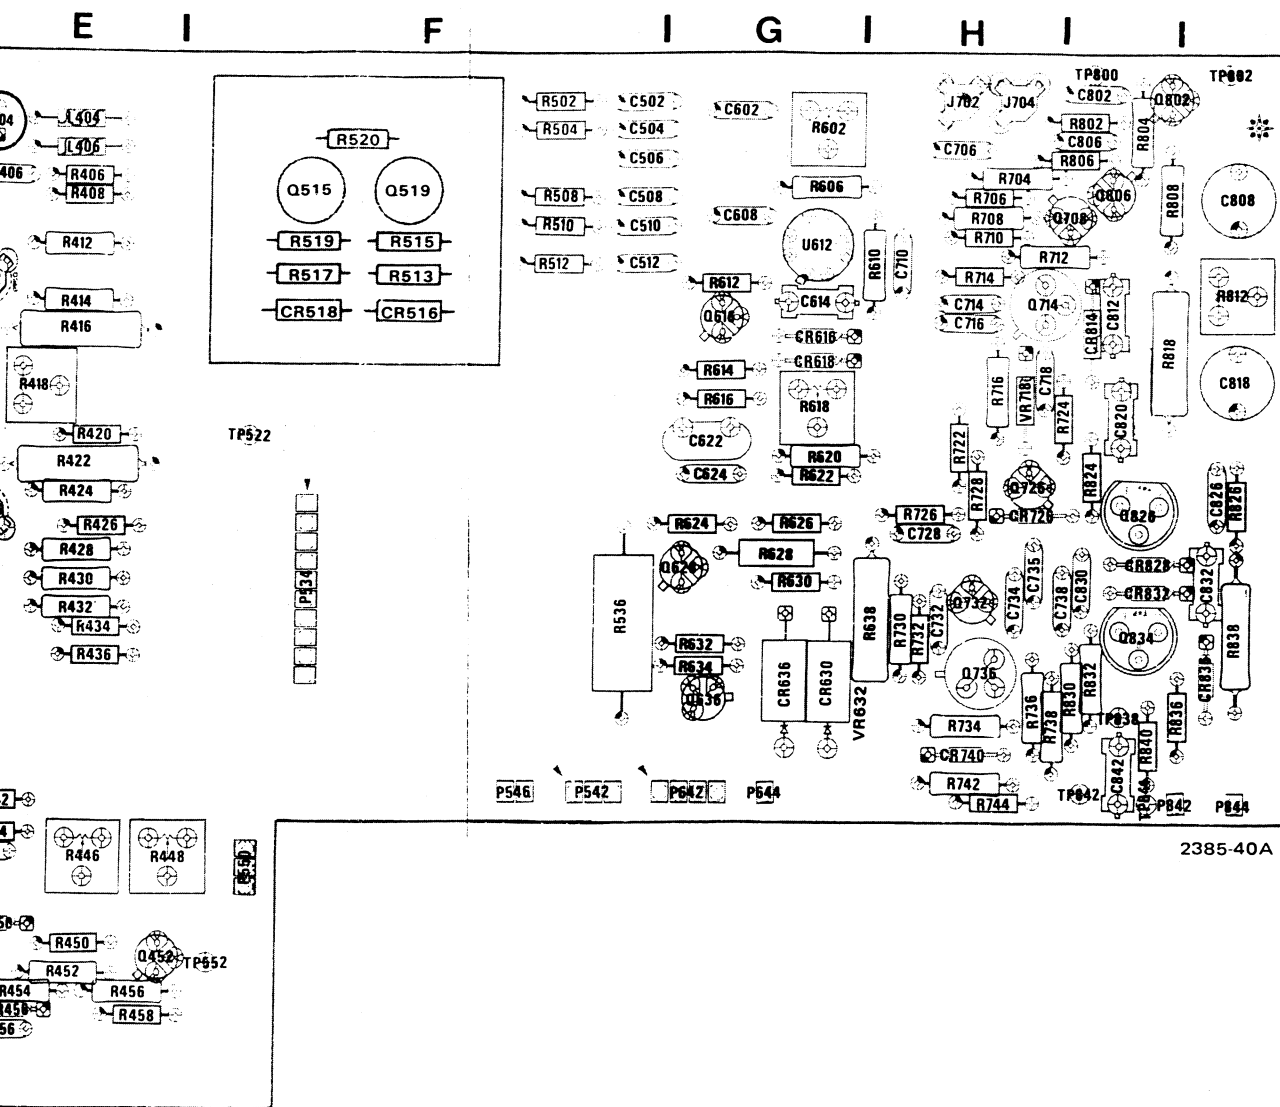 E I F I G I H I I
TP800 TP802
04 L404 R502 C502 C602 R602 J702 J704 C802 Q802
R520 R504 C504 R802 R804
L406 C506 C706 C806
406 R406 Q515 Q519 R606 R704 R806
R408 R508 C508 R706 Q806 R808 C808
C608 R708 Q708
R412 R519 R515 R510 C510 U612 R710
R512 C512 R610 C710 R712
R517 R513 R612 R714
R414 CR518 CR516 C614 C714 Q714 C812 R812
R416 C716 CR814
CR616
CR618 R818
R418 R614 R716 VR718 C718 C818
R616 R618 R724
R420 TP522 C622 R722 C820
R422 R620
R424 C624 R622 R728 R824 C826 R826
R426 R624 R626 R726 CR726 Q826
R428 R628 C728
R430 P534 R630 C735 CR828
R432 R536 R638 R730 R732 C732 Q732 C734 C738 C830 CR832 C832
R434 R632 Q834 R838
R436 R634 CR636 CR630 Q736 R832
Q636 VR632 R736 R738 R830 TP838 R836
R734 R840
CR740 C842
P546 P542 P642 P644 R742 TP842 P842 P844
R744
R446 R448
2385-40A
R450
Q452 TP552
R452
R454 R456
R458
56